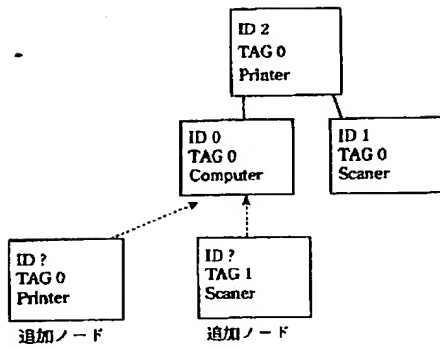 ID 2
TAG 0
Printer
ID 0
TAG 0
Computer
ID 1
TAG 0
Scaner
ID ?
TAG 0
Printer
追加ノード
ID ?
TAG 1
Scaner
追加ノード